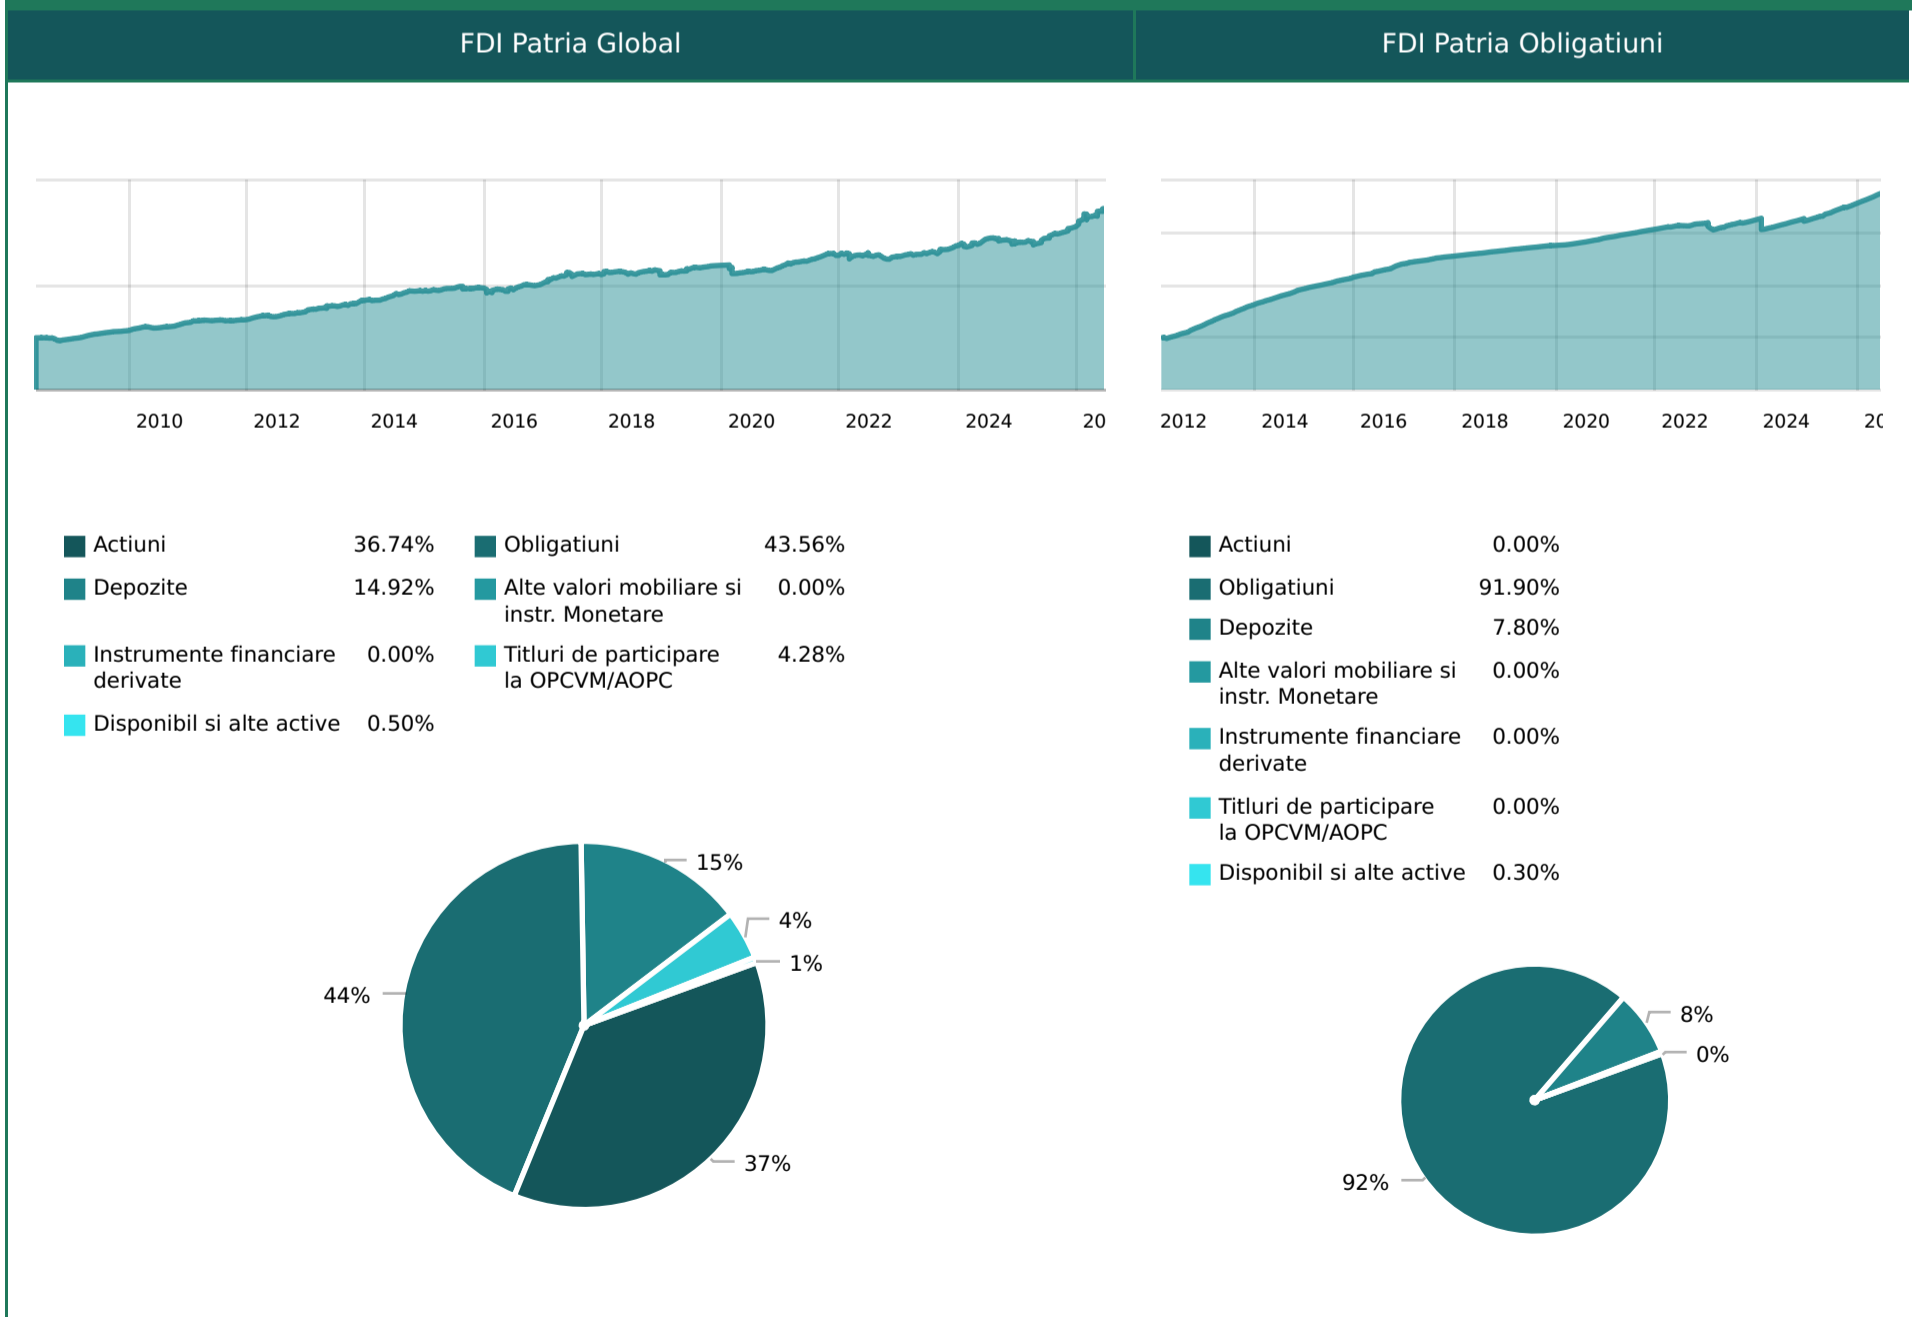 FDI Patria Global
2010 2012 2014 2016 2018 2020 2022 2024 20
Actiuni 36.74% Obligatiuni 43.56%
Depozite 14.92% Alte valori mobiliare si 0.00%
instr. Monetare
Instrumente financiare 0.00% Titluri de participare 4.28%
derivate la OPCVM/AOPC
Disponibil si alte active 0.50%
15%
4%
1%
44%
37%
FDI Patria Obligatiuni
2012 2014 2016 2018 2020 2022 2024 20
Actiuni 0.00%
Obligatiuni 91.90%
Depozite 7.80%
Alte valori mobiliare si 0.00%
instr. Monetare
Instrumente financiare 0.00%
derivate
Titluri de participare 0.00%
la OPCVM/AOPC
Disponibil si alte active 0.30%
8%
0%
92%